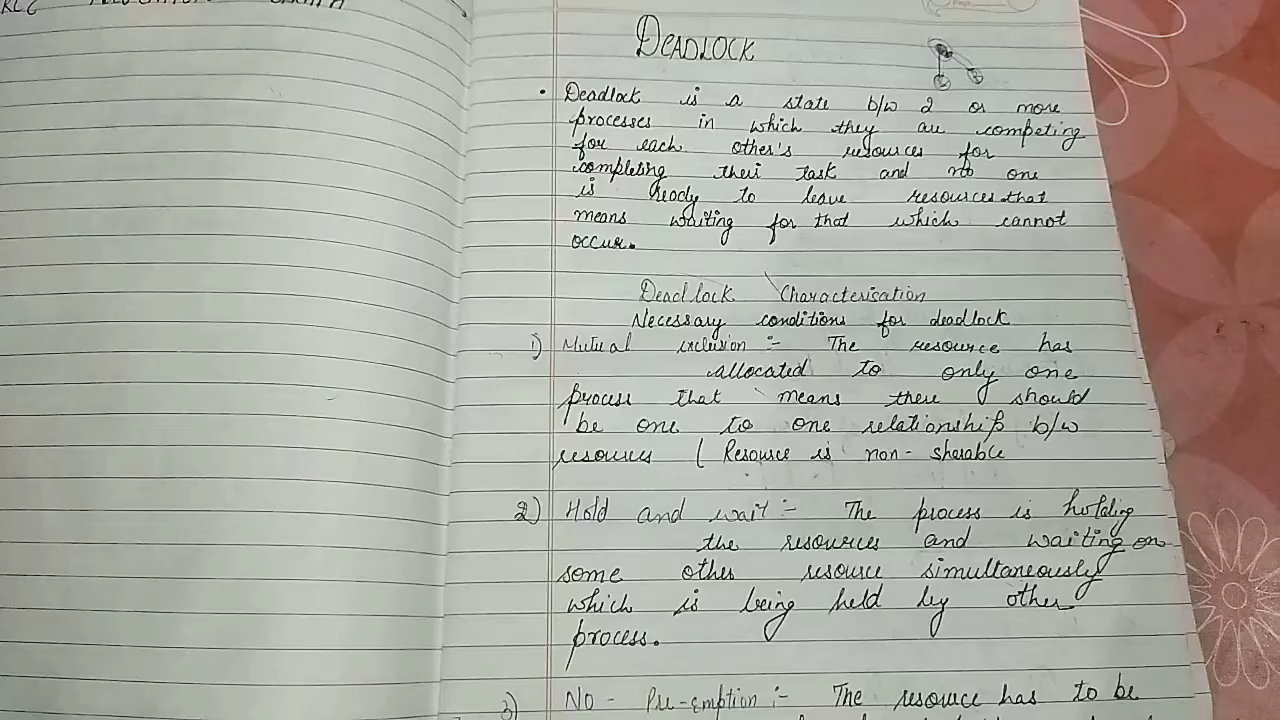 DEADLOCK
• Deadlock is a state b/w 2 or more
processes in which they are competing
for each other's resources for
completing their task and no one
is ready to leave resources that
means waiting for that which cannot
occur.
Deadlock Characterisation
Necessary conditions for deadlock
1) Mutual exclusion :- The resource has
allocated to only one
process that means there should
be one to one relationship b/w
resources ( Resource is non- sherable
2) Hold and wait :- The process is holding
the resources and waiting on
some other resource simultaneously
which is being held by other
process.
3) NO - Pre-emption :- The resource has to be